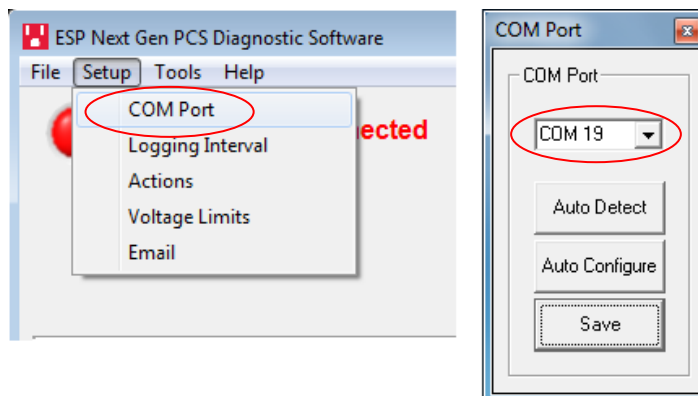 ESP Next Gen PCS Diagnostic Software
File Setup Tools Help
COM Port
ected
Logging Interval
Actions
Voltage Limits
Email
COM Port
COM Port
COM 19
Auto Detect
Auto Configure
Save